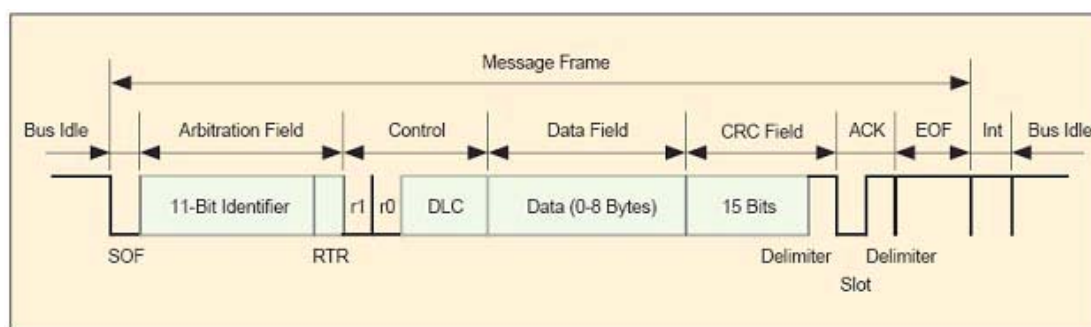 Message Frame
Bus Idle Arbitration Field Control Data Field CRC Field ACK EOF Int Bus Idle
11-Bit Identifier r1 r0 DLC Data (0-8 Bytes) 15 Bits
SOF RTR Delimiter Delimiter
Slot